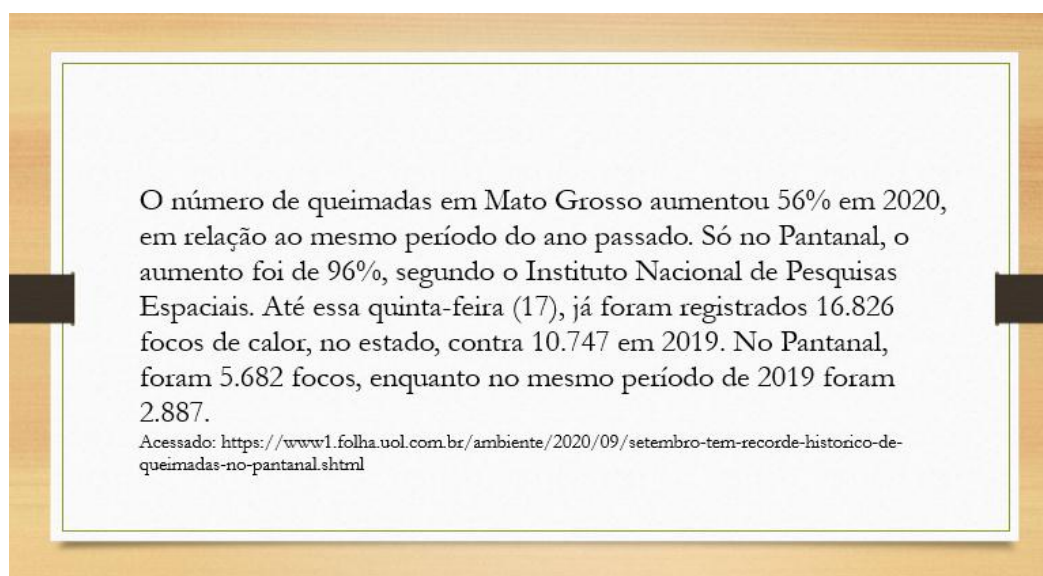 O número de queimadas em Mato Grosso aumentou 56% em 2020,
em relação ao mesmo período do ano passado. Só no Pantanal, o
aumento foi de 96%, segundo o Instituto Nacional de Pesquisas
Espaciais. Até essa quinta-feira (17), já foram registrados 16.826
focos de calor, no estado, contra 10.747 em 2019. No Pantanal,
foram 5.682 focos, enquanto no mesmo período de 2019 foram
2.887.
Acessado: https://www1.folha.uol.com.br/ambiente/2020/09/setembro-tem-recorde-historico-de-
queimadas-no-pantanal.shtml